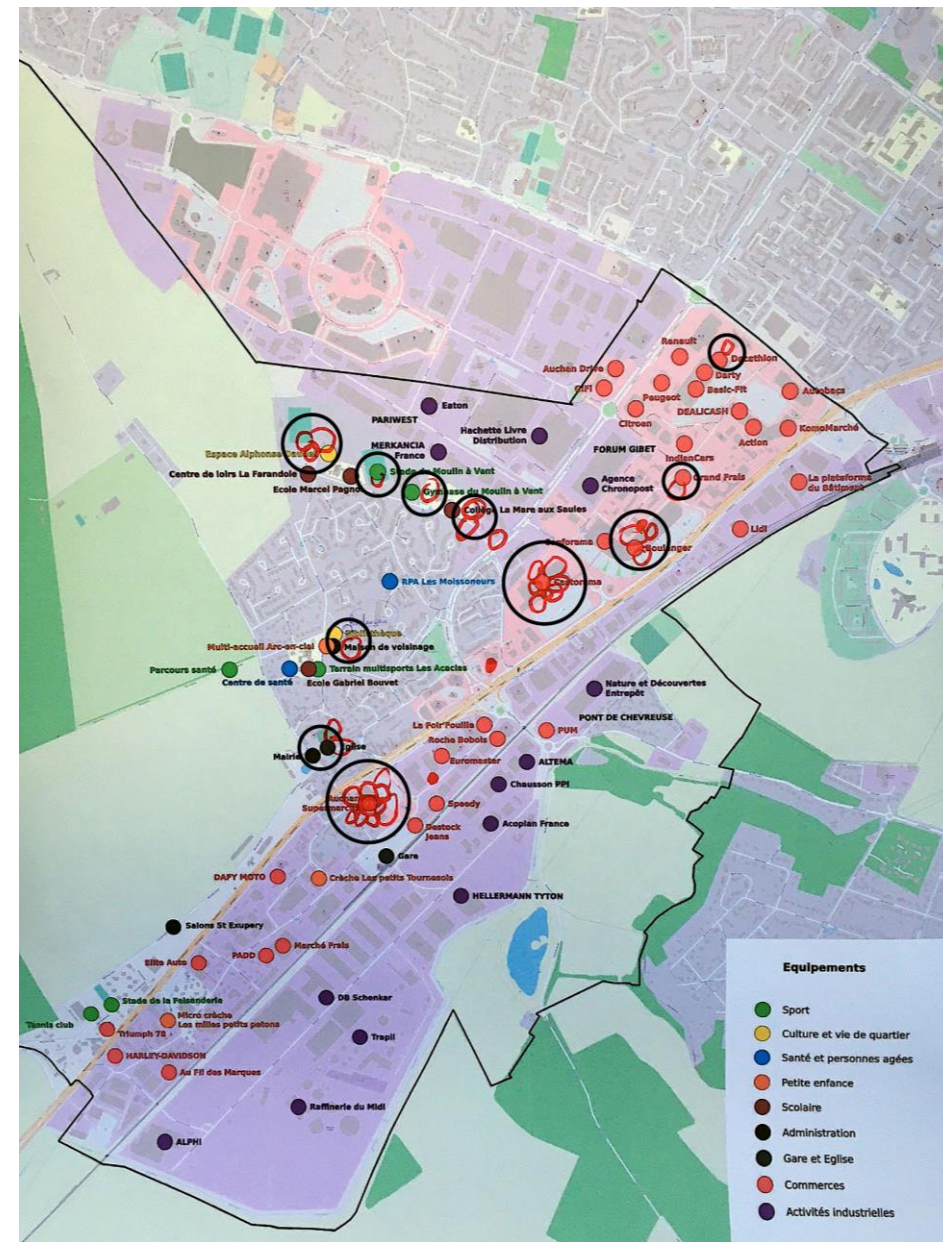 Renault
Decathlon
Auchan Drive
Darty
GiFi
Basic-Fit
Autobacs
Peugeot
Eaton
Citroen
DEALICASH
PARIWEST
Hachette Livre
Distribution
Action
KomoMarché
MERKANCIA
France
FORUM GIBET
Espace Alphonse Daudet
IndianCars
Centre de loirs La Farandole
Stade du Moulin à Vent
Ecole Marcel Pagnol
Grand Frais
La plateforme
du Bâtiment
Agence
Chronopost
Gymnase du Moulin à Vent
Collège La Mare aux Saules
Lidl
Conforama
Boulanger
RPA Les Moissoneurs
Castorama
Bibliothèque
Multi-accueil Arc-en-ciel
Maison de voisinage
Parcours santé
Terrain multisports Les Acacias
Centre de santé
Ecole Gabriel Bouvet
Nature et Découvertes
Entrepôt
PONT DE CHEVREUSE
La Foir'Fouille
PUM
Roche Bobois
Eglise
Mairie
Euromaster
ALTEMA
Chausson PPI
Auchan
Supermarché
Speedy
Destock
Jeans
Acoplan France
Gare
DAFY MOTO
Crèche Les petits Tournesols
HELLERMANN TYTON
Salons St Exupery
Marché Frais
PADD
Elite Auto
DB Schenker
Stade de la Faisanderie
Tennis club
Micro crèche
Les milles petits petons
Triumph 78
Trapil
HARLEY-DAVIDSON
Au Fil des Marques
Raffinerie du Midi
ALPHI
Equipements
Sport
Culture et vie de quartier
Santé et personnes agées
Petite enfance
Scolaire
Administration
Gare et Eglise
Commerces
Activités industrielles